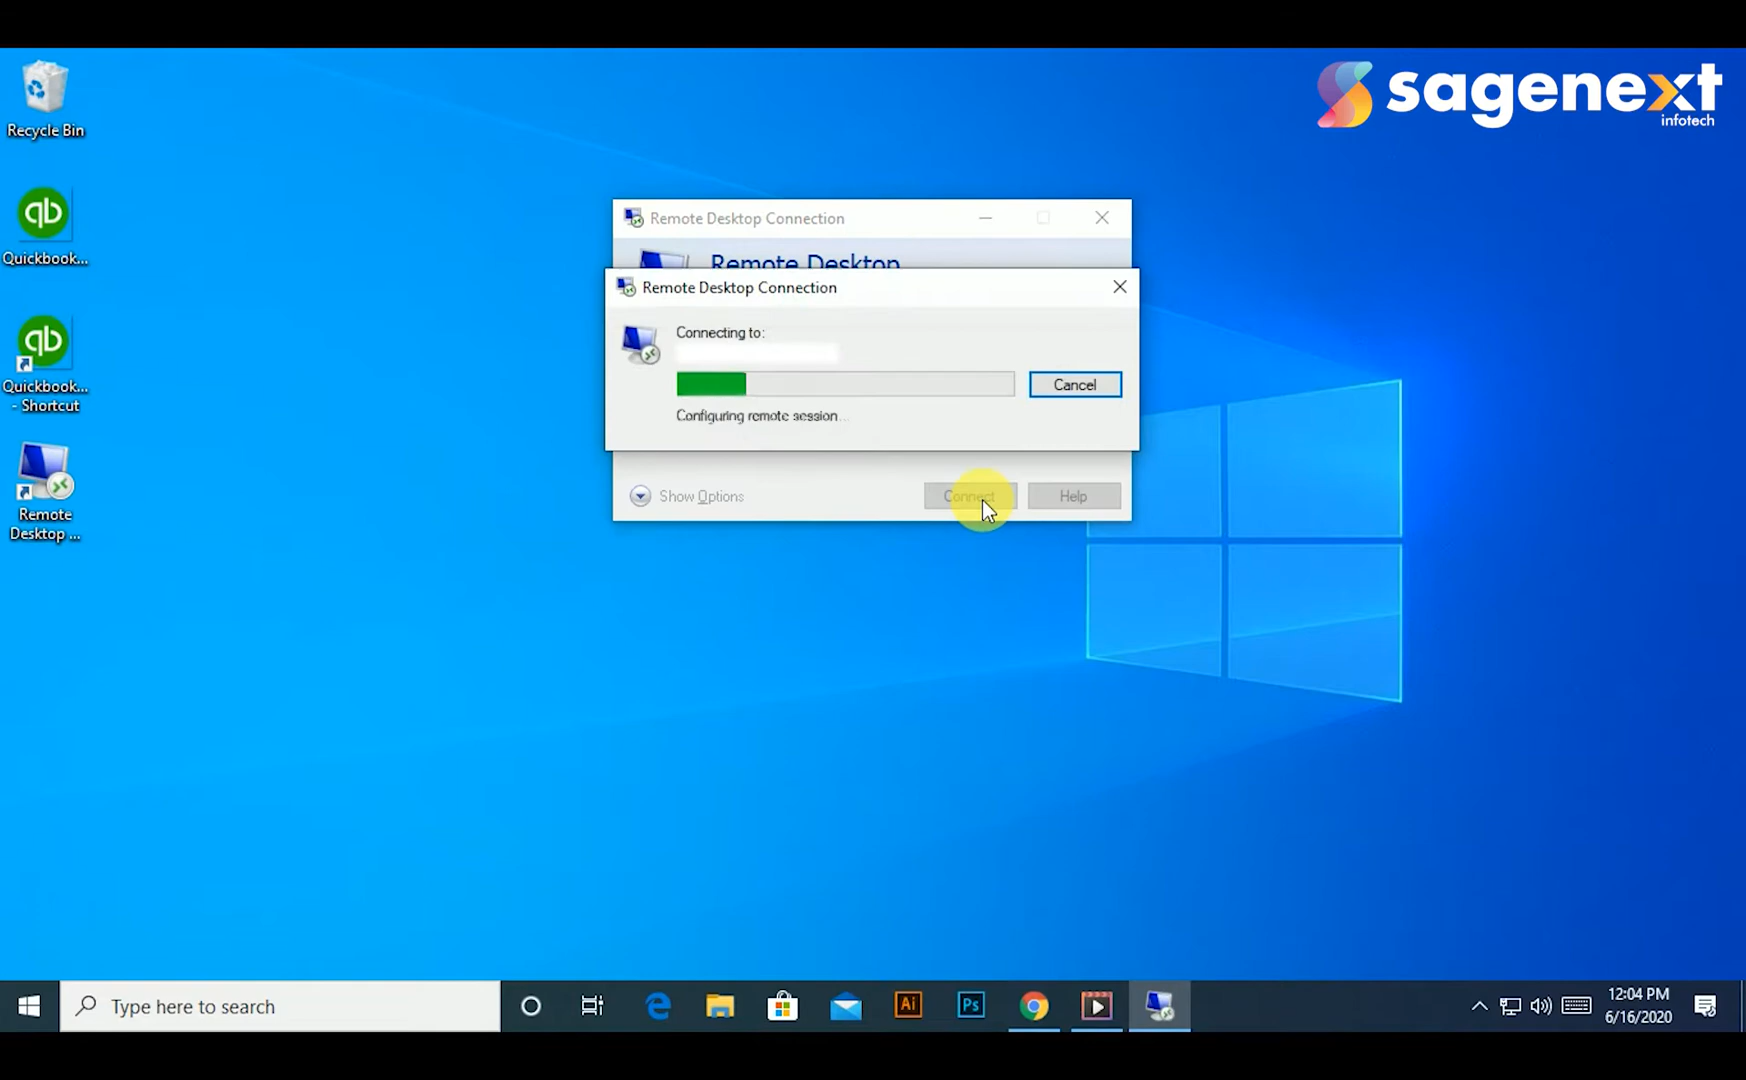 sagenext
infotech
Recycle Bin
Quickbook...
Quickbook...
- Shortcut
Remote
Desktop ...
Remote Desktop Connection
Remote Desktop
Remote Desktop Connection
Connecting to:
Cancel
Configuring remote session...
Show Options
Connect
Help
Type here to search
Ai
Ps
12:04 PM
6/16/2020